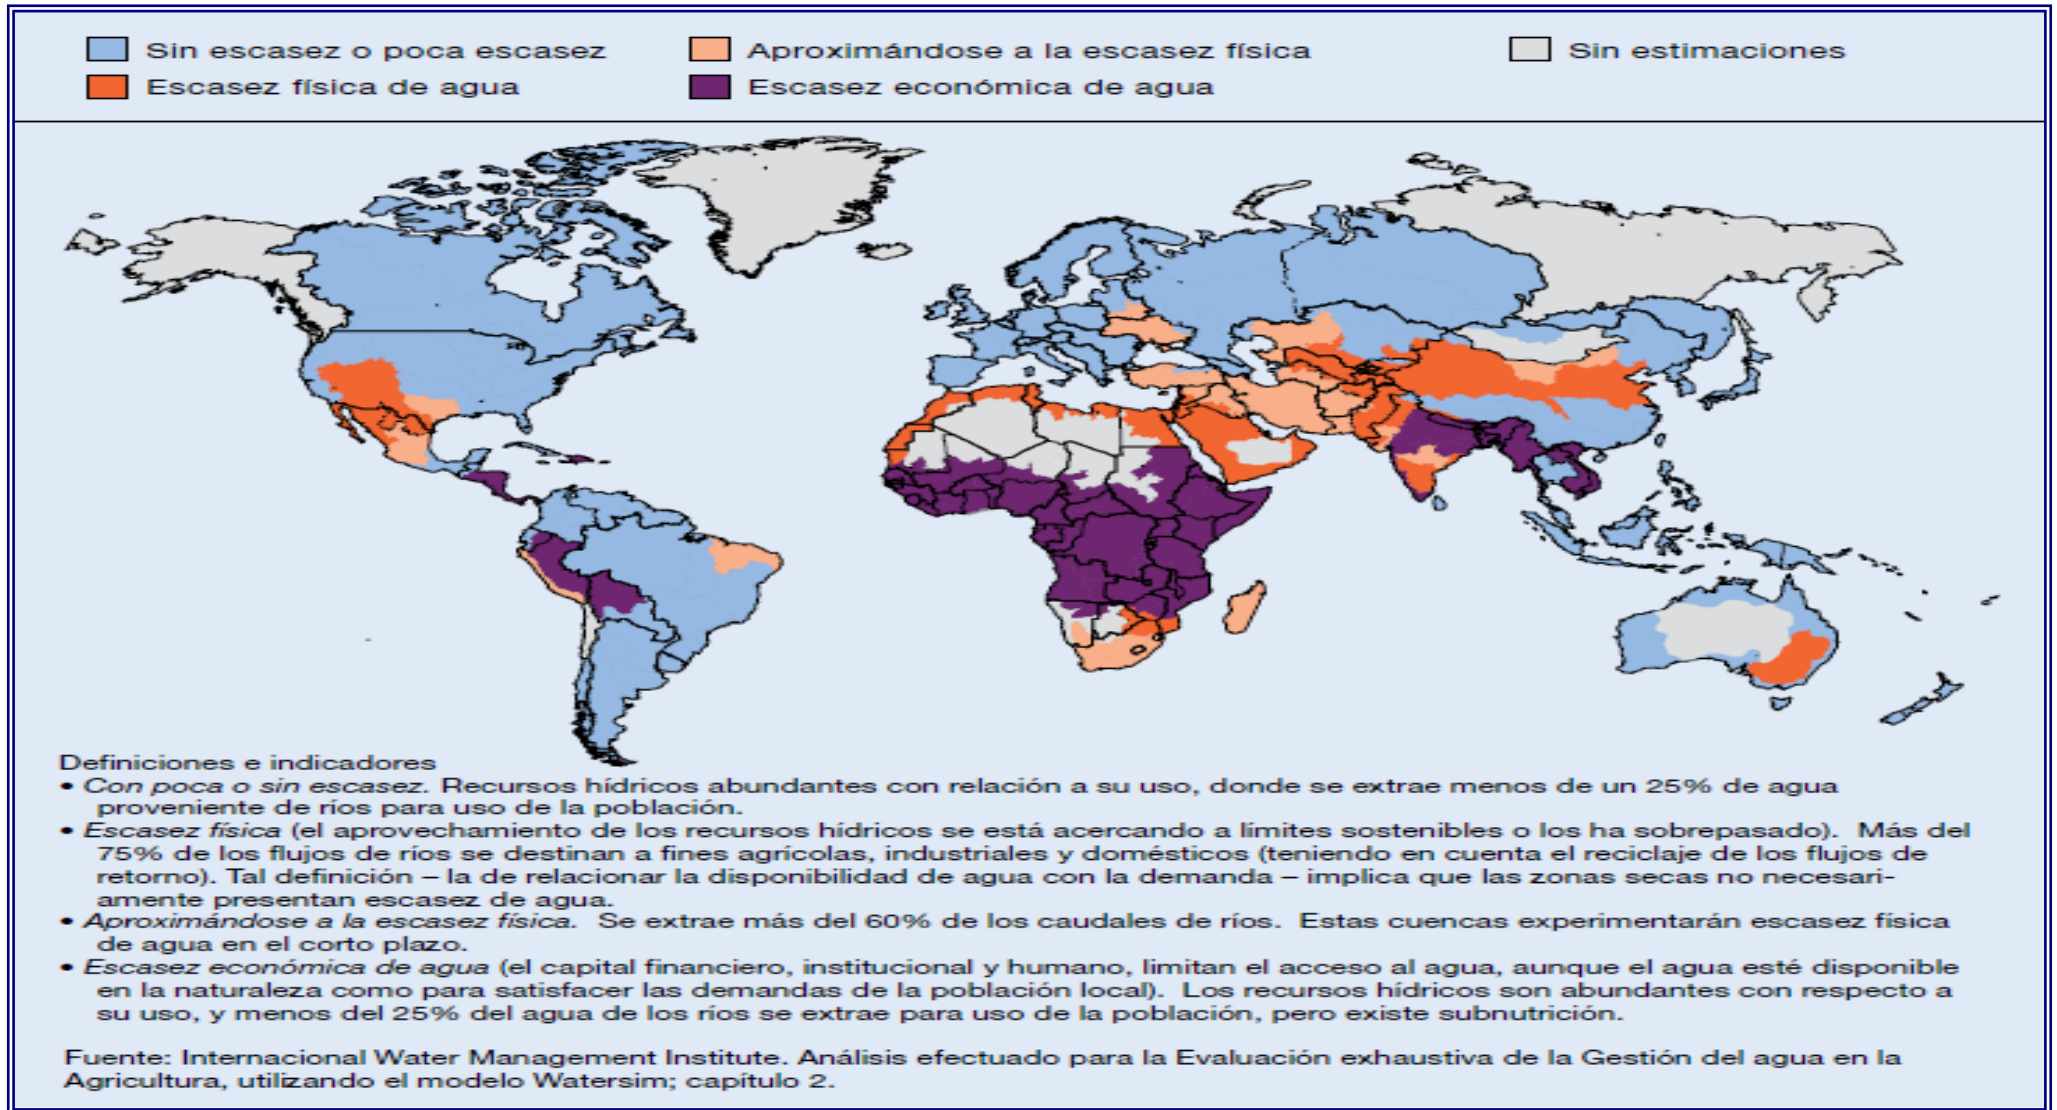 Sin escasez o poca escasez
Aproximándose a la escasez física
Sin estimaciones
Escasez física de agua
Escasez económica de agua
Definiciones e indicadores
• Con poca o sin escasez. Recursos hídricos abundantes con relación a su uso, donde se extrae menos de un 25% de agua
proveniente de ríos para uso de la población.
• Escasez física (el aprovechamiento de los recursos hídricos se está acercando a limites sostenibles o los ha sobrepasado). Más del
75% de los flujos de ríos se destinan a fines agrícolas, industriales y domésticos (teniendo en cuenta el reciclaje de los flujos de
retorno). Tal definición – la de relacionar la disponibilidad de agua con la demanda – implica que las zonas secas no necesari-
amente presentan escasez de agua.
• Aproximándose a la escasez física. Se extrae más del 60% de los caudales de ríos. Estas cuencas experimentarán escasez física
de agua en el corto plazo.
• Escasez económica de agua (el capital financiero, institucional y humano, limitan el acceso al agua, aunque el agua esté disponible
en la naturaleza como para satisfacer las demandas de la población local). Los recursos hídricos son abundantes con respecto a
su uso, y menos del 25% del agua de los ríos se extrae para uso de la población, pero existe subnutrición.
Fuente: Internacional Water Management Institute. Análisis efectuado para la Evaluación exhaustiva de la Gestión del agua en la
Agricultura, utilizando el modelo Watersim; capítulo 2.